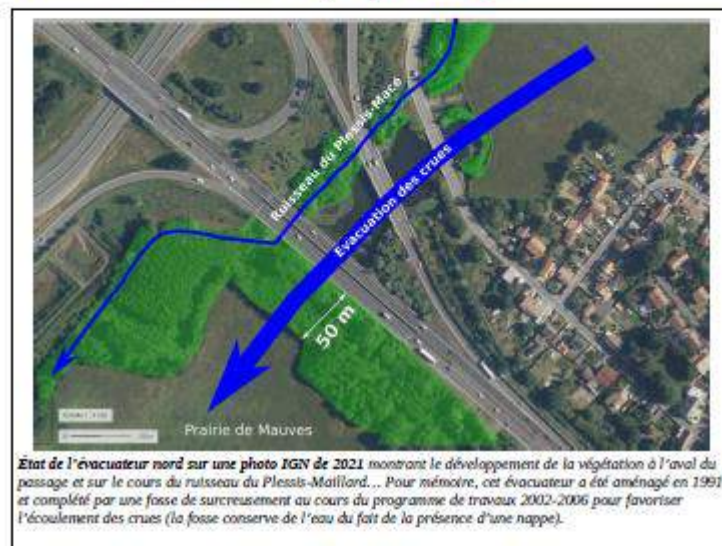 Ruisseau du Plessis-Macé
Evacuation des crues
50 m
Prairie de Mauves
État de l'évacuateur nord sur une photo IGN de 2021 montrant le développement de la végétation à l'aval du
passage et sur le cours du ruisseau du Plessis-Maillard… Pour mémoire, cet évacuateur a été aménagé en 1991
et complété par une fosse de surcreusement au cours du programme de travaux 2002-2006 pour favoriser
l'écoulement des crues (la fosse conserve de l'eau du fait de la présence d'une nappe).